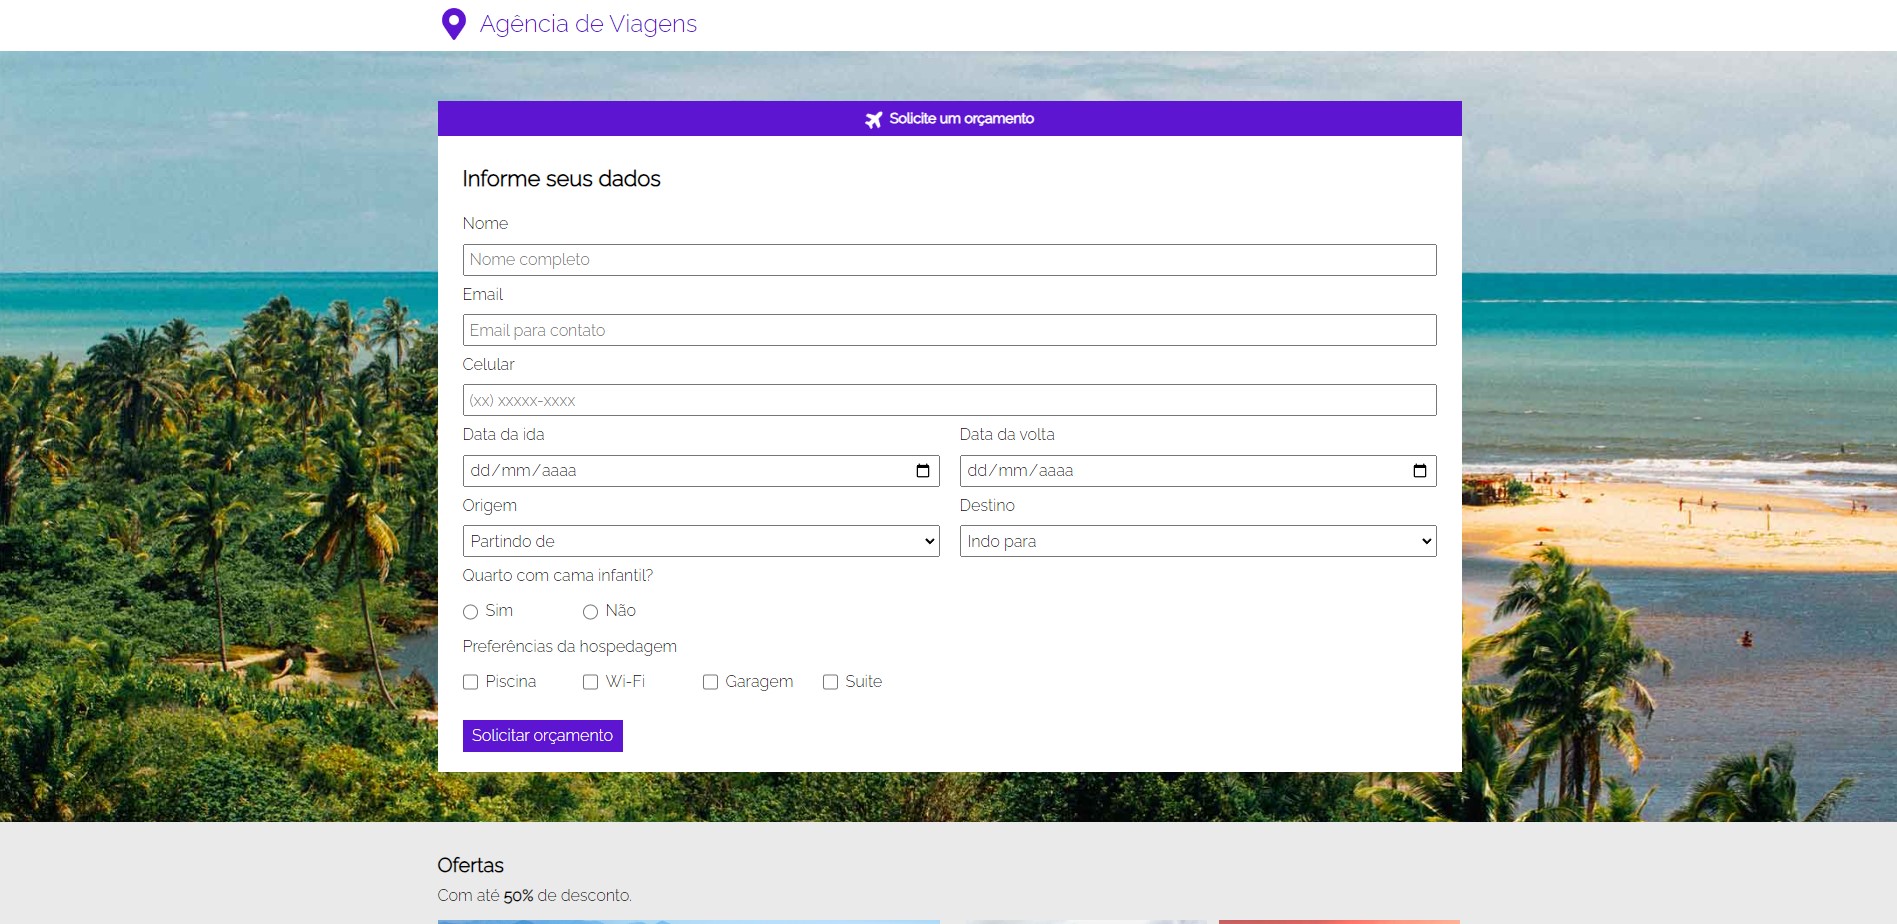 Agência de Viagens
Solicite um orçamento
Informe seus dados
Nome
Nome completo
Email
Email para contato
Celular
(xx) xxxxx-xxxx
Data da ida Data da volta
dd/mm/aaaa dd/mm/aaaa
Origem Destino
Partindo de Indo para
Quarto com cama infantil?
Sim Não
Preferências da hospedagem
Piscina Wi-Fi Garagem Suite
Solicitar orçamento
Ofertas
Com até 50% de desconto.